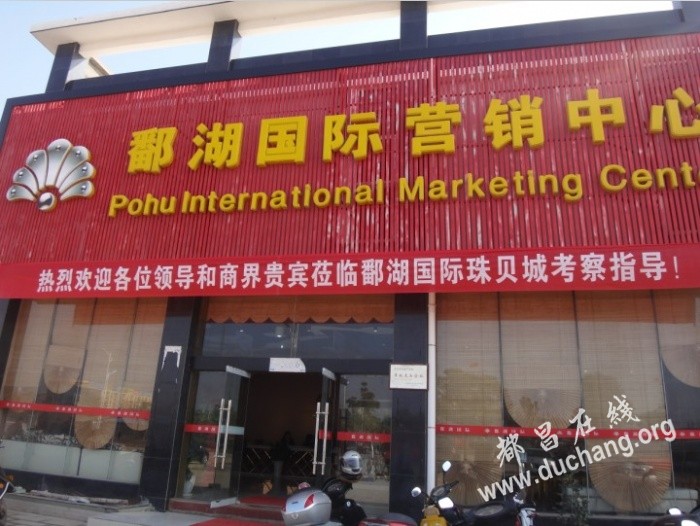 鄱湖国际营销中心
Pohu International Marketing Cent
热烈欢迎各位领导和商界贵宾莅临鄱湖国际珠贝城考察指导!
都昌在线
www.duchang.org